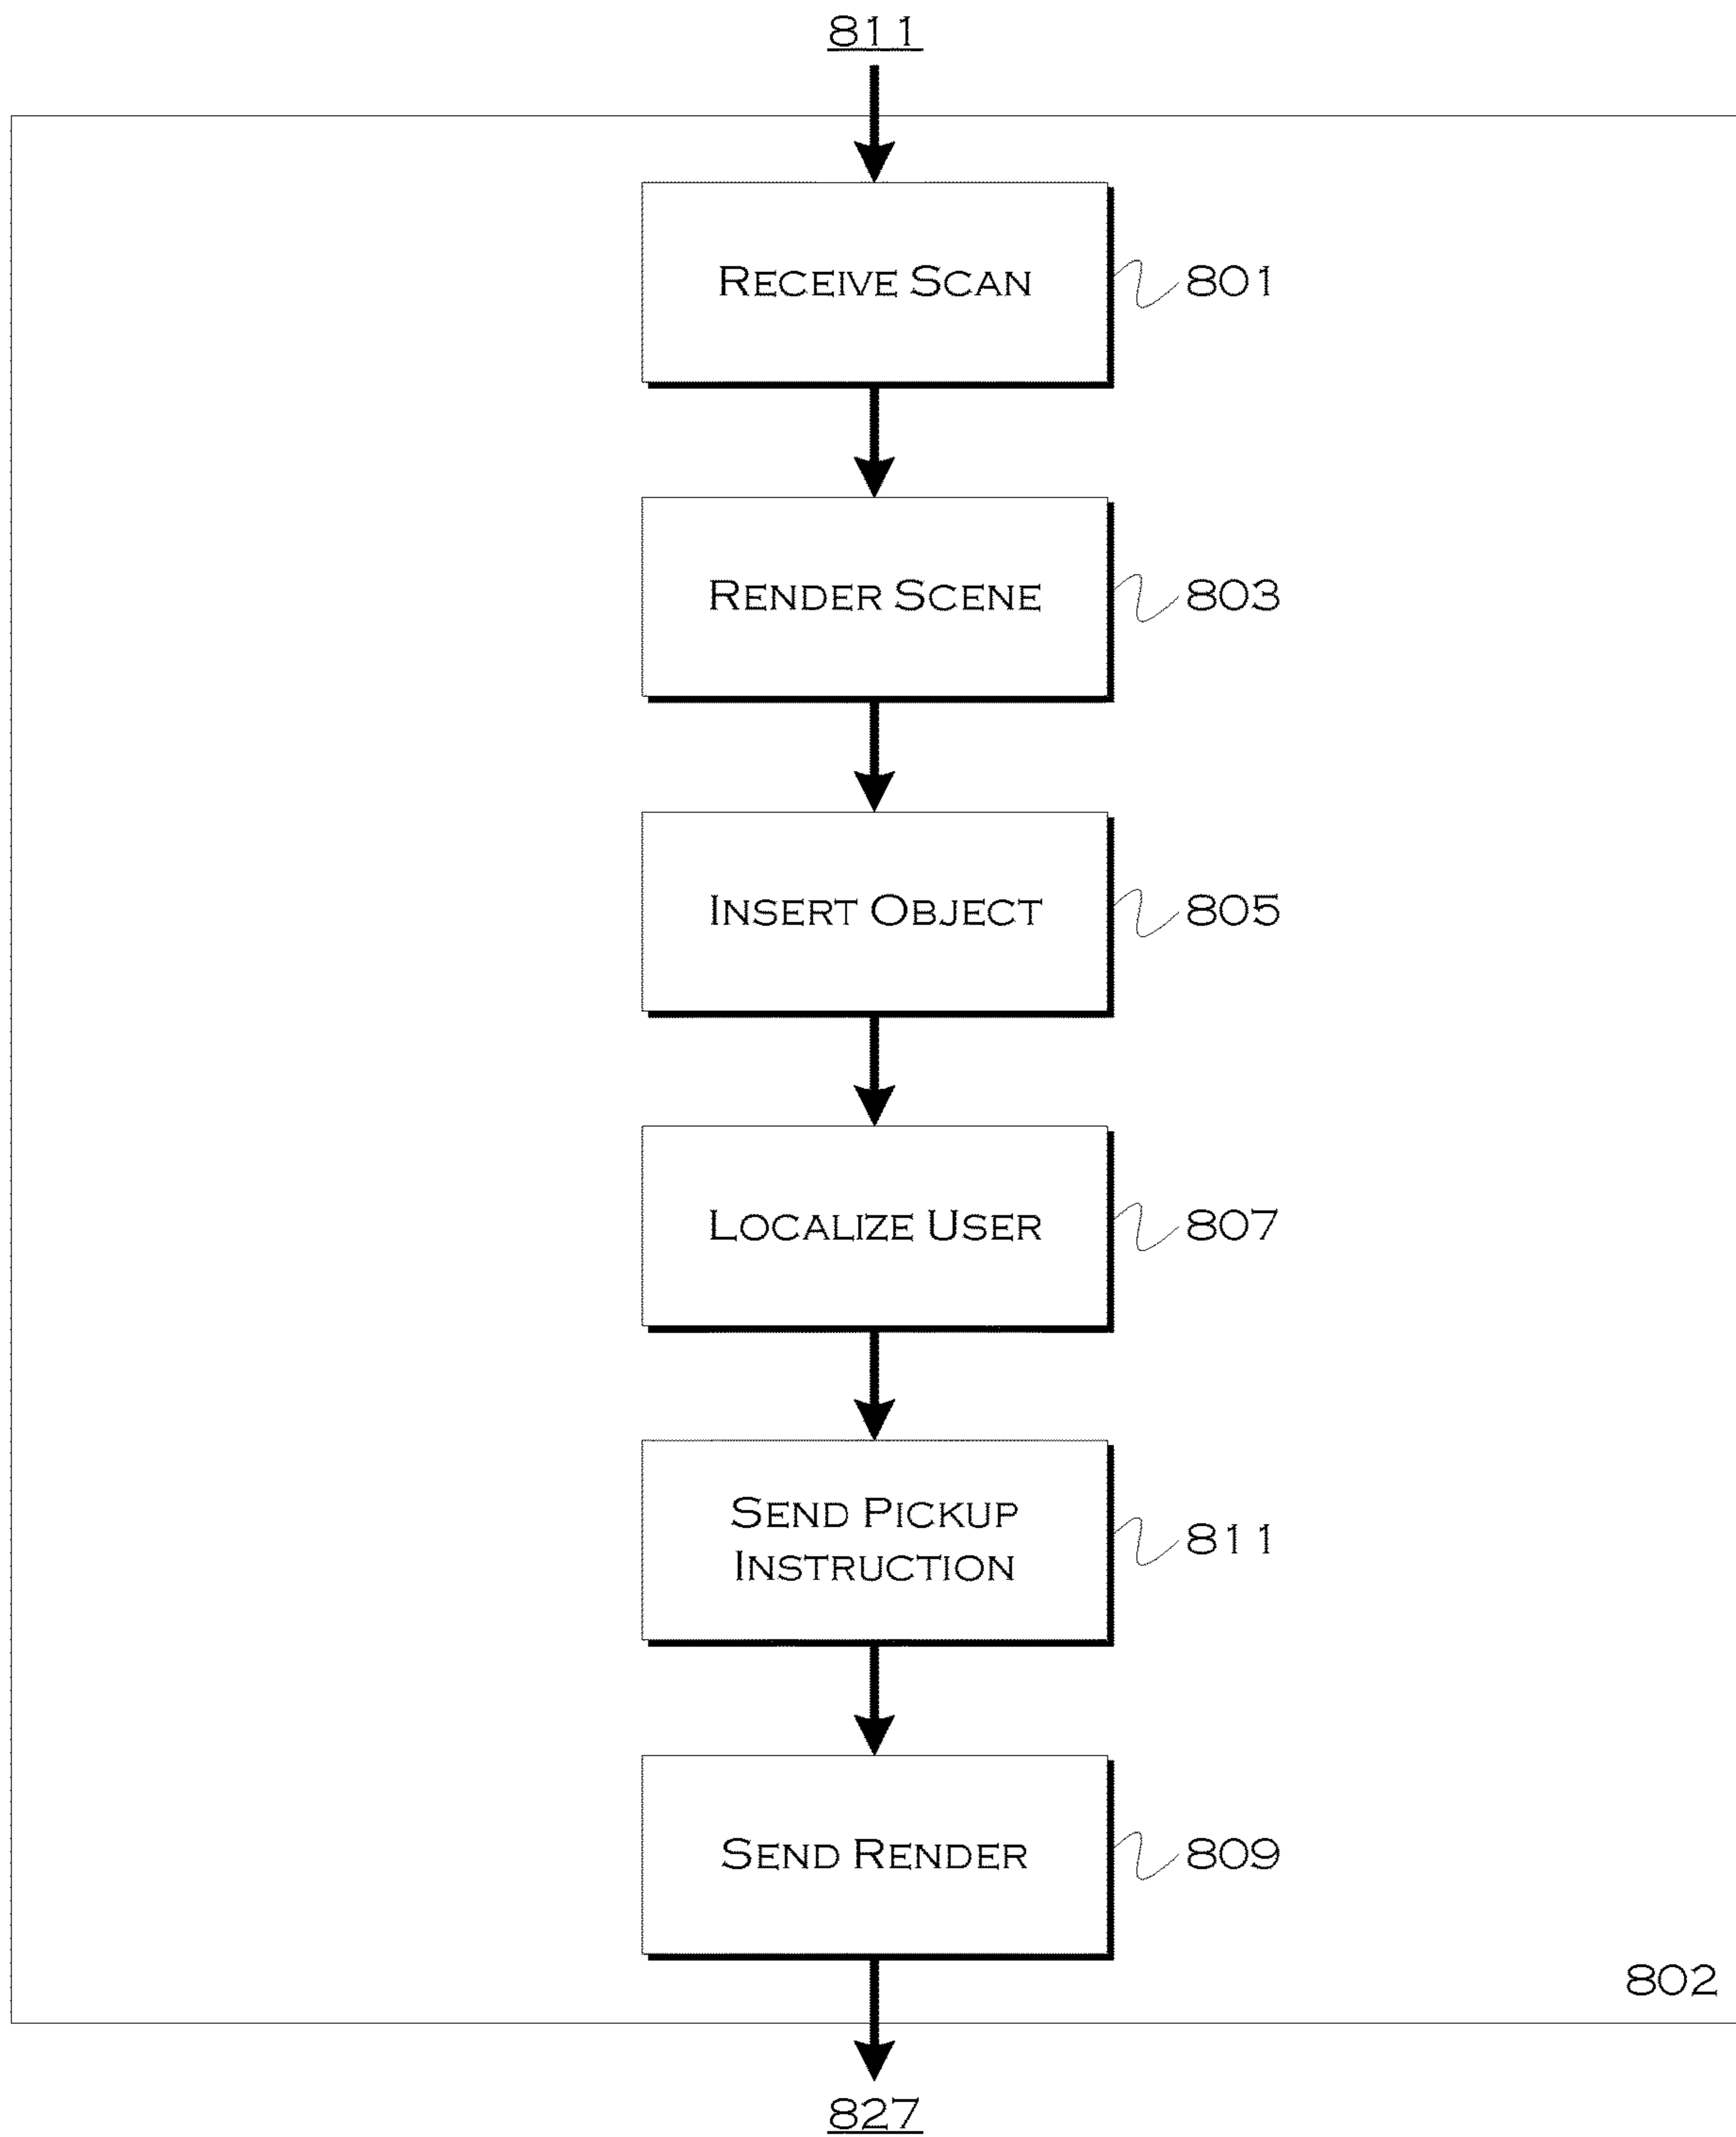 811
RECEIVE SCAN
801
RENDER SCENE
803
INSERT OBJECT
805
LOCALIZE USER
807
SEND PICKUP
INSTRUCTION
811
SEND RENDER
809
802
827